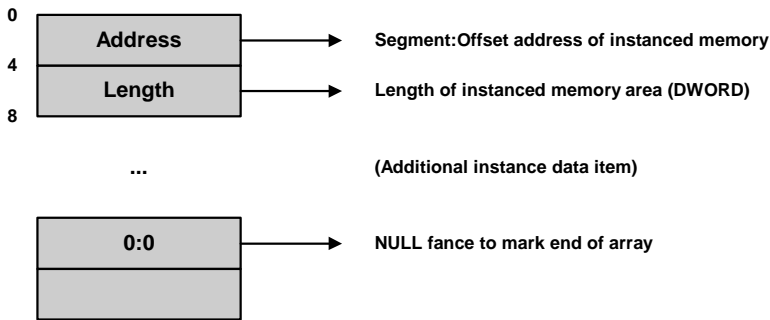 0
Address
Segment:Offset address of instanced memory
4
Length
Length of instanced memory area (DWORD)
8
...
(Additional instance data item)
0:0
NULL fance to mark end of array